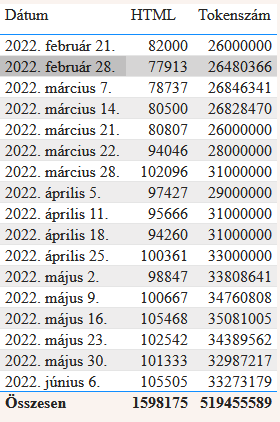 Dátum HTML Tokenszám
2022. február 21. 82000 26000000
2022. február 28. 77913 26480366
2022. március 7. 78737 26846341
2022. március 14. 80500 26828470
2022. március 21. 80807 26000000
2022. március 22. 94046 28000000
2022. március 28. 102096 31000000
2022. április 5. 97427 29000000
2022. április 11. 95666 31000000
2022. április 18. 94260 31000000
2022. április 25. 100361 33000000
2022. május 2. 98847 33808641
2022. május 9. 100667 34760808
2022. május 16. 105468 35081005
2022. május 23. 102542 34389562
2022. május 30. 101333 32987217
2022. június 6. 105505 33273179
Összesen 1598175 519455589